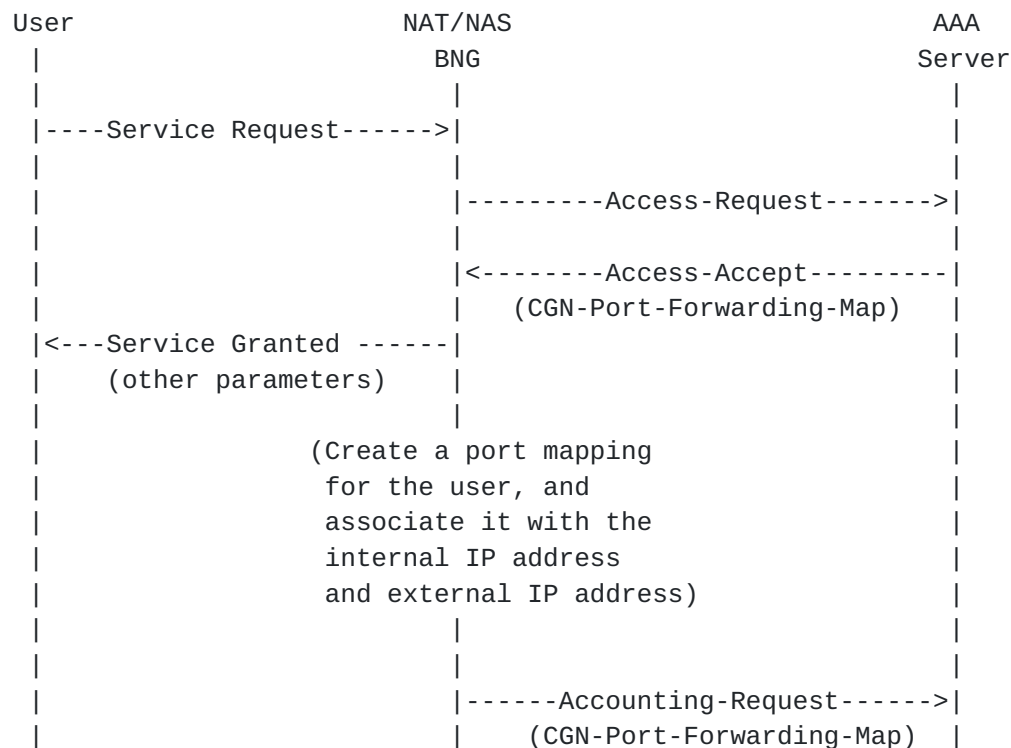 User NAT/NAS AAA
| BNG Server
| | |
|----Service Request------>| |
| | |
| |---------Access-Request------->|
| | |
| |<--------Access-Accept---------|
| | (CGN-Port-Forwarding-Map) |
|<---Service Granted ------| |
| (other parameters) | |
| | |
| (Create a port mapping |
| for the user, and |
| associate it with the |
| internal IP address |
| and external IP address) |
| | |
| | |
| |------Accounting-Request------>|
| | (CGN-Port-Forwarding-Map) |